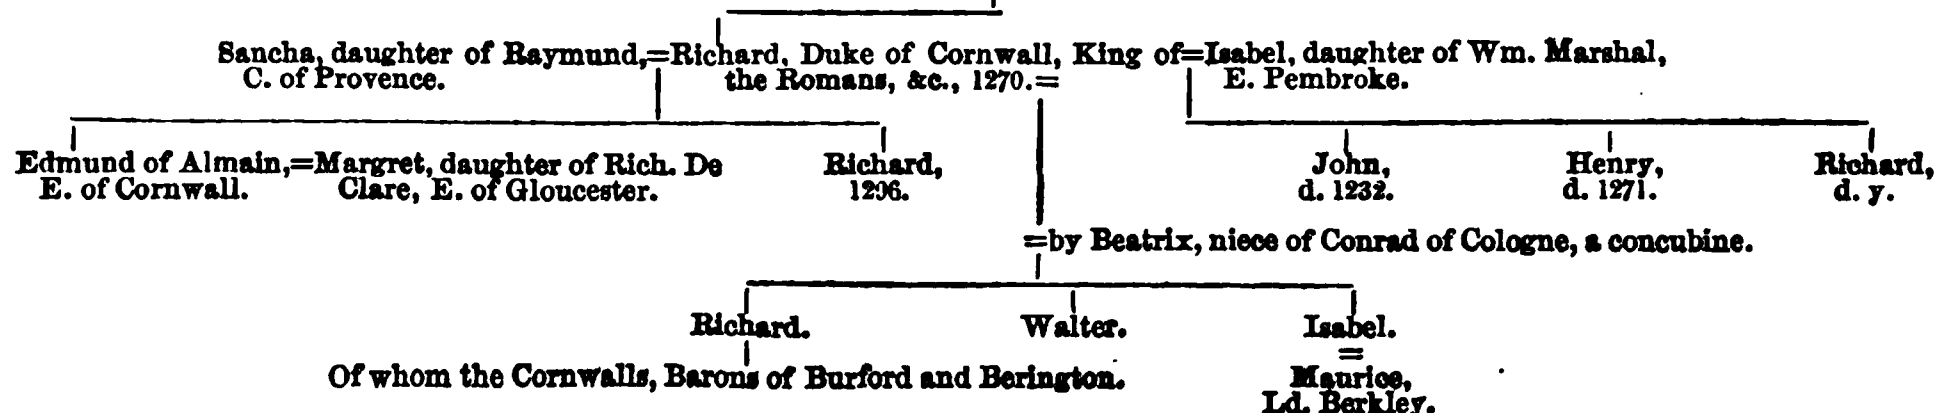 Sancha, daughter of Raymund,=Richard, Duke of Cornwall, King of=Isabel, daughter of Wm. Marshal,
C. of Provence. the Romans, &c., 1270.= E. Pembroke.
Edmund of Almain,=Margret, daughter of Rich. De Richard, John, Henry, Richard,
E. of Cornwall. Clare, E. of Gloucester. 1296. d. 1232. d. 1271. d. y.
=by Beatrix, niece of Conrad of Cologne, a concubine.
Richard. Walter. Isabel.
=
Of whom the Cornwalls, Barons of Burford and Berington. Maurice,
Ld. Berkley.